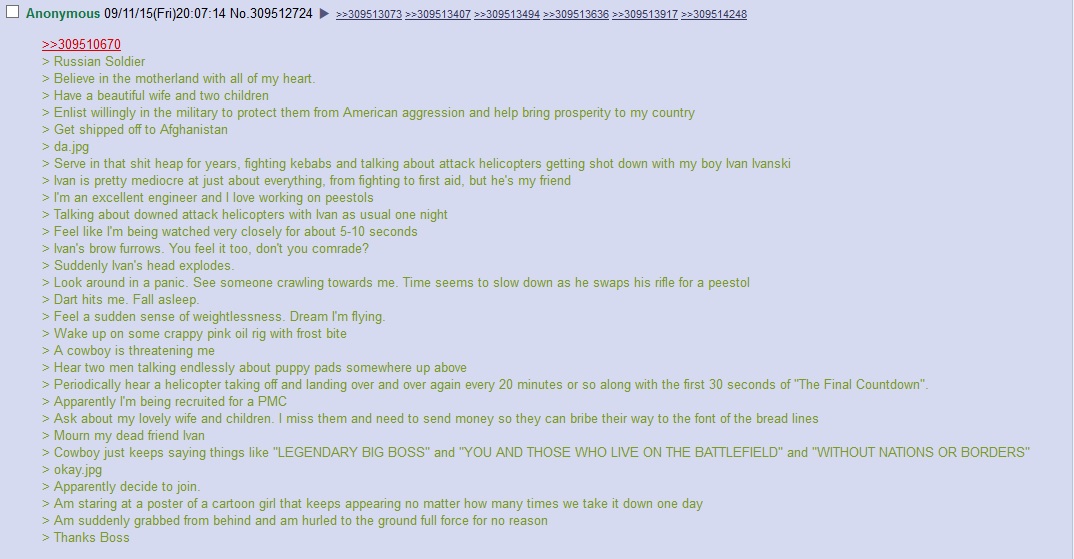 Anonymous 09/11/15(Fri)20:07:14 No.309512724 ▶ >>309513073 >>309513407 >>309513494 >>309513636 >>309513917 >>309514248
>>309510670
> Russian Soldier
> Believe in the motherland with all of my heart.
> Have a beautiful wife and two children
> Enlist willingly in the military to protect them from American aggression and help bring prosperity to my country
> Get shipped off to Afghanistan
> da.jpg
> Serve in that shit heap for years, fighting kebabs and talking about attack helicopters getting shot down with my boy Ivan Ivanski
> Ivan is pretty mediocre at just about everything, from fighting to first aid, but he's my friend
> I'm an excellent engineer and I love working on peestols
> Talking about downed attack helicopters with Ivan as usual one night
> Feel like I'm being watched very closely for about 5-10 seconds
> Ivan's brow furrows. You feel it too, don't you comrade?
> Suddenly Ivan's head explodes.
> Look around in a panic. See someone crawling towards me. Time seems to slow down as he swaps his rifle for a peestol
> Dart hits me. Fall asleep.
> Feel a sudden sense of weightlessness. Dream I'm flying.
> Wake up on some crappy pink oil rig with frost bite
> A cowboy is threatening me
> Hear two men talking endlessly about puppy pads somewhere up above
> Periodically hear a helicopter taking off and landing over and over again every 20 minutes or so along with the first 30 seconds of "The Final Countdown".
> Apparently I'm being recruited for a PMC
> Ask about my lovely wife and children. I miss them and need to send money so they can bribe their way to the font of the bread lines
> Mourn my dead friend Ivan
> Cowboy just keeps saying things like "LEGENDARY BIG BOSS" and "YOU AND THOSE WHO LIVE ON THE BATTLEFIELD" and "WITHOUT NATIONS OR BORDERS"
> okay.jpg
> Apparently decide to join.
> Am staring at a poster of a cartoon girl that keeps appearing no matter how many times we take it down one day
> Am suddenly grabbed from behind and am hurled to the ground full force for no reason
> Thanks Boss